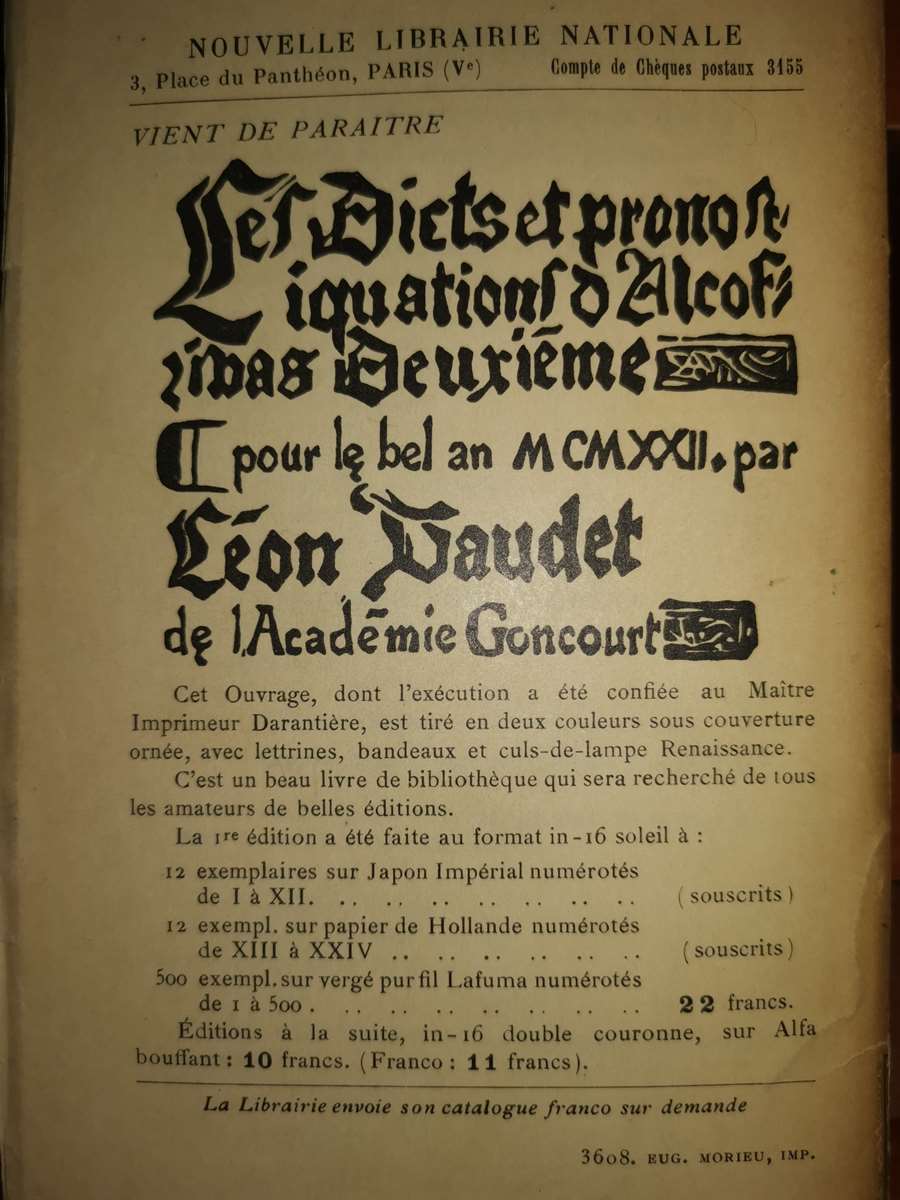 NOUVELLE LIBRAIRIE NATIONALE
3, Place du Panthéon, PARIS (Ve) Compte de Chèques postaux 3155
VIENT DE PARAITRE
Les Dicts et pronost-
iquations d'Alcof-
ribas Deuxiēme
pour le bel an MCMXXII. par
Léon Daudet
de l'Acadēmie Goncourt
Cet Ouvrage, dont l'exécution a été confiée au Maître
Imprimeur Darantière, est tiré en deux couleurs sous couverture
ornée, avec lettrines, bandeaux et culs-de-lampe Renaissance.
C'est un beau livre de bibliothèque qui sera recherché de tous
les amateurs de belles éditions.
La 1re édition a été faite au format in-16 soleil à :
12 exemplaires sur Japon Impérial numérotés
de I à XII. .. .. .. .. .. .. .. .. (souscrits)
12 exempl. sur papier de Hollande numérotés
de XIII à XXIV .. .. .. .. .. .. .. (souscrits)
500 exempl. sur vergé pur fil Lafuma numérotés
de 1 à 500 . .. .. .. .. .. .. .. .. 22 francs.
Éditions à la suite, in-16 double couronne, sur Alfa
bouffant : 10 francs. (Franco : 11 francs).
La Librairie envoie son catalogue franco sur demande
3608. EUG. MORIEU, IMP.